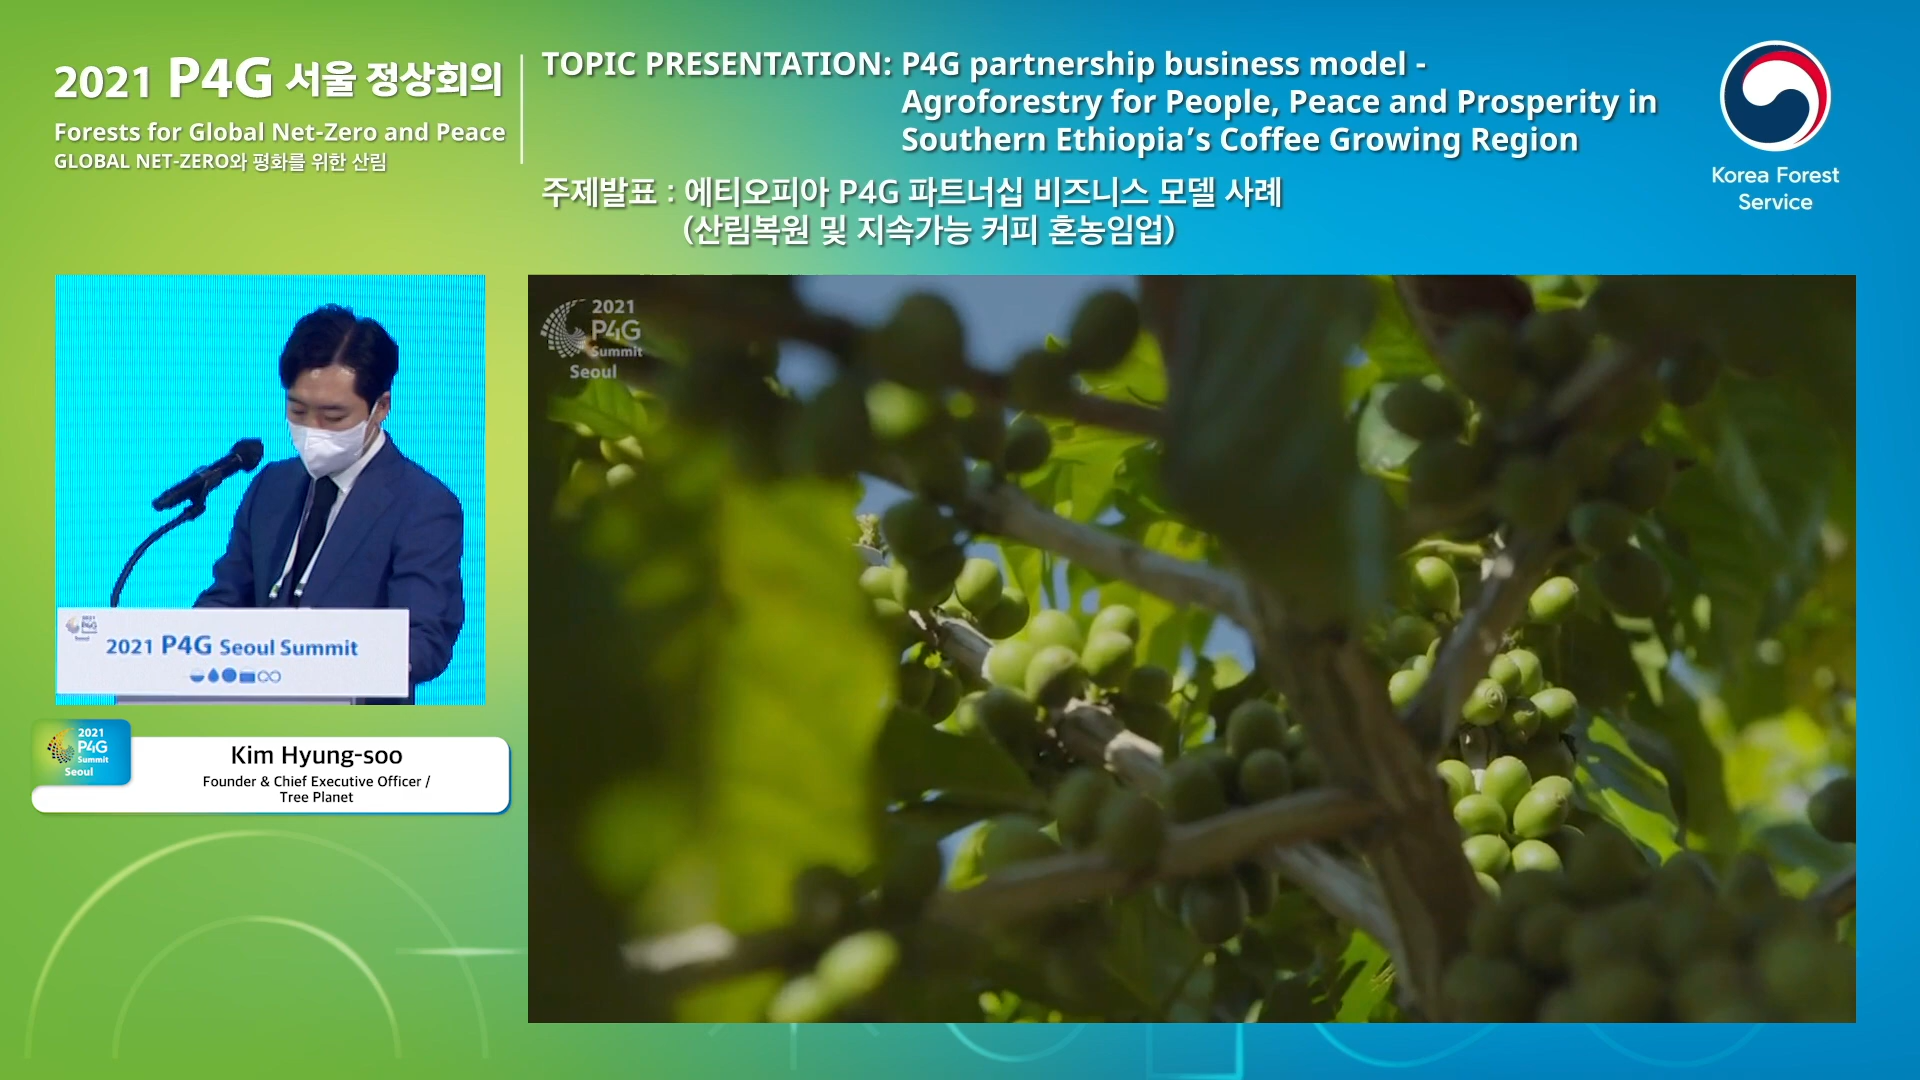 2021 P4G 서울 정상회의
Forests for Global Net-Zero and Peace
GLOBAL NET-ZERO와 평화를 위한 산림
TOPIC PRESENTATION: P4G partnership business model -
Agroforestry for People, Peace and Prosperity in
Southern Ethiopia’s Coffee Growing Region
주제발표 : 에티오피아 P4G 파트너십 비즈니스 모델 사례
(산림복원 및 지속가능 커피 혼농임업)
Korea Forest
Service
2021
P4G
Summit
Seoul
2021
P4G
Seoul
2021 P4G Seoul Summit
2021
P4G
Summit
Seoul
Kim Hyung-soo
Founder & Chief Executive Officer /
Tree Planet